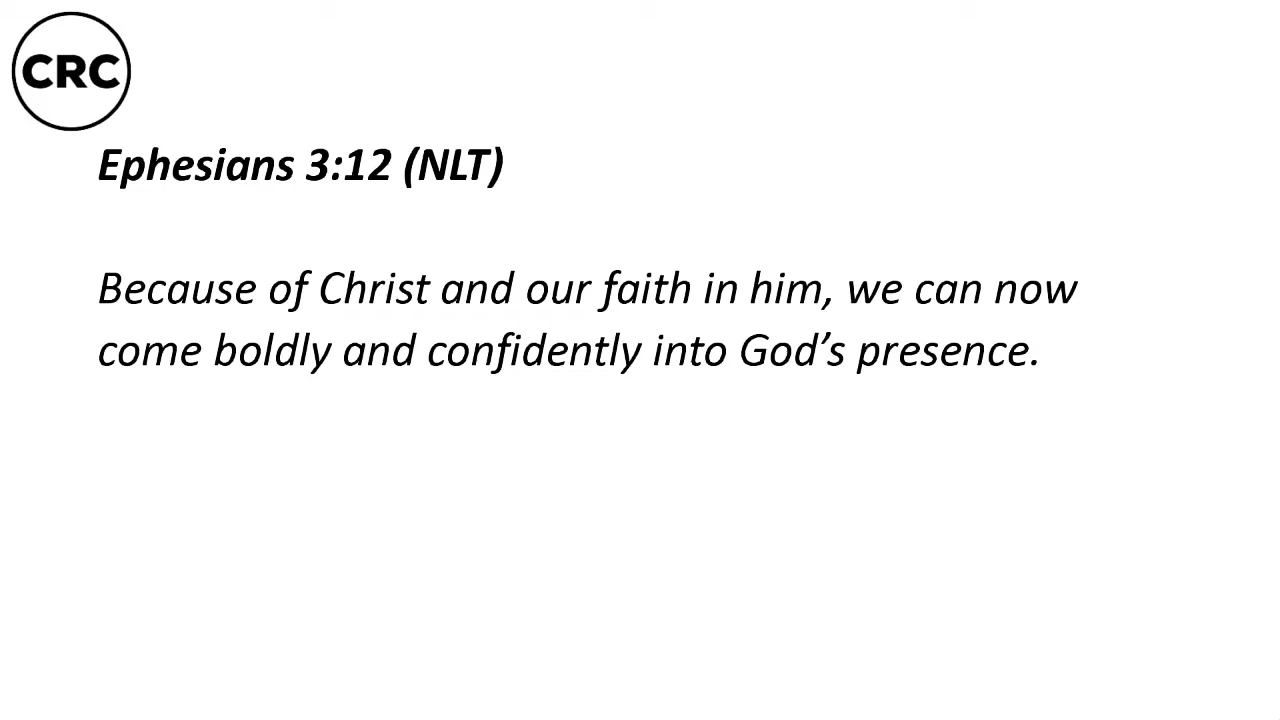 CRC
Ephesians 3:12 (NLT)
Because of Christ and our faith in him, we can now
come boldly and confidently into God’s presence.